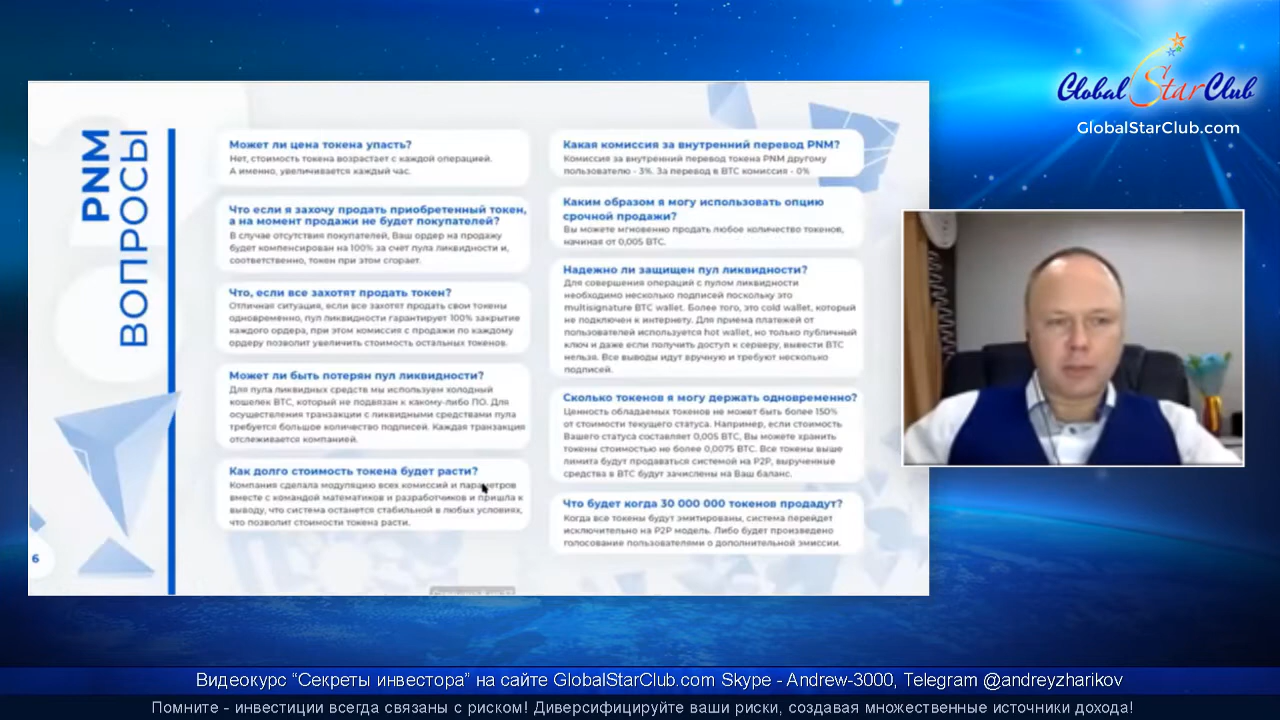 Global Star Club
GlobalStarClub.com
PNM
ВОПРОСЫ
Может ли цена токена упасть?
Нет, стоимость токена возрастает с каждой операцией.
А именно, увеличивается каждый час.
Что если я захочу продать приобретенный токен,
а на момент продажи не будет покупателей?
В случае отсутствия покупателей, Ваш ордер на продажу
будет компенсирован на 100% за счет пула ликвидности и,
соответственно, токен при этом сгорает.
Что, если все захотят продать токен?
Отличная ситуация, если все захотят продать свои токены
одновременно, пул ликвидности гарантирует 100% закрытие
каждого ордера, при этом комиссия с продажи по каждому
ордеру позволит увеличить стоимость остальных токенов.
Может ли быть потерян пул ликвидности?
Для пула ликвидных средств мы используем холодный
кошелек BTC, который не подвязан к какому-либо ПО. Для
осуществления транзакции с ликвидными средствами пула
требуется большое количество подписей. Каждая транзакция
отслеживается компанией.
Как долго стоимость токена будет расти?
Компания сделала модуляцию всех комиссий и параметров
вместе с командой математиков и разработчиков и пришла к
выводу, что система останется стабильной в любых условиях,
что позволит стоимости токена расти.
6
Какая комиссия за внутренний перевод PNM?
Комиссия за внутренний перевод токена PNM другому
пользователю - 3%. За перевод в BTC комиссия - 0%
Каким образом я могу использовать опцию
срочной продажи?
Вы можете мгновенно продать любое количество токенов,
начиная от 0,005 BTC.
Надежно ли защищен пул ликвидности?
Для совершения операций с пулом ликвидности
необходимо несколько подписей поскольку это
multisignature BTC wallet. Более того, это cold wallet, который
не подключен к интернету. Для приема платежей от
пользователей используется hot wallet, но только публичный
ключ и даже если получить доступ к серверу, вывести BTC
нельзя. Все выводы идут вручную и требуют несколько
подписей.
Сколько токенов я могу держать одновременно?
Ценность обладаемых токенов не может быть более 150%
от стоимости текущего статуса. Например, если стоимость
Вашего статуса составляет 0,005 BTC, Вы можете хранить
токены стоимостью не более 0,0075 BTC. Все токены выше
лимита будут продаваться системой на P2P, вырученные
средства в BTC будут зачислены на Ваш баланс.
Что будет когда 30 000 000 токенов продадут?
Когда все токены будут эмитированы, система перейдет
исключительно на P2P модель. Либо будет произведено
голосование пользователями о дополнительной эмиссии.
Видеокурс “Секреты инвестора” на сайте GlobalStarClub.com Skype - Andrew-3000, Telegram @andreyzharikov
Помните - инвестиции всегда связаны с риском! Диверсифицируйте ваши риски, создавая множественные источники дохода!